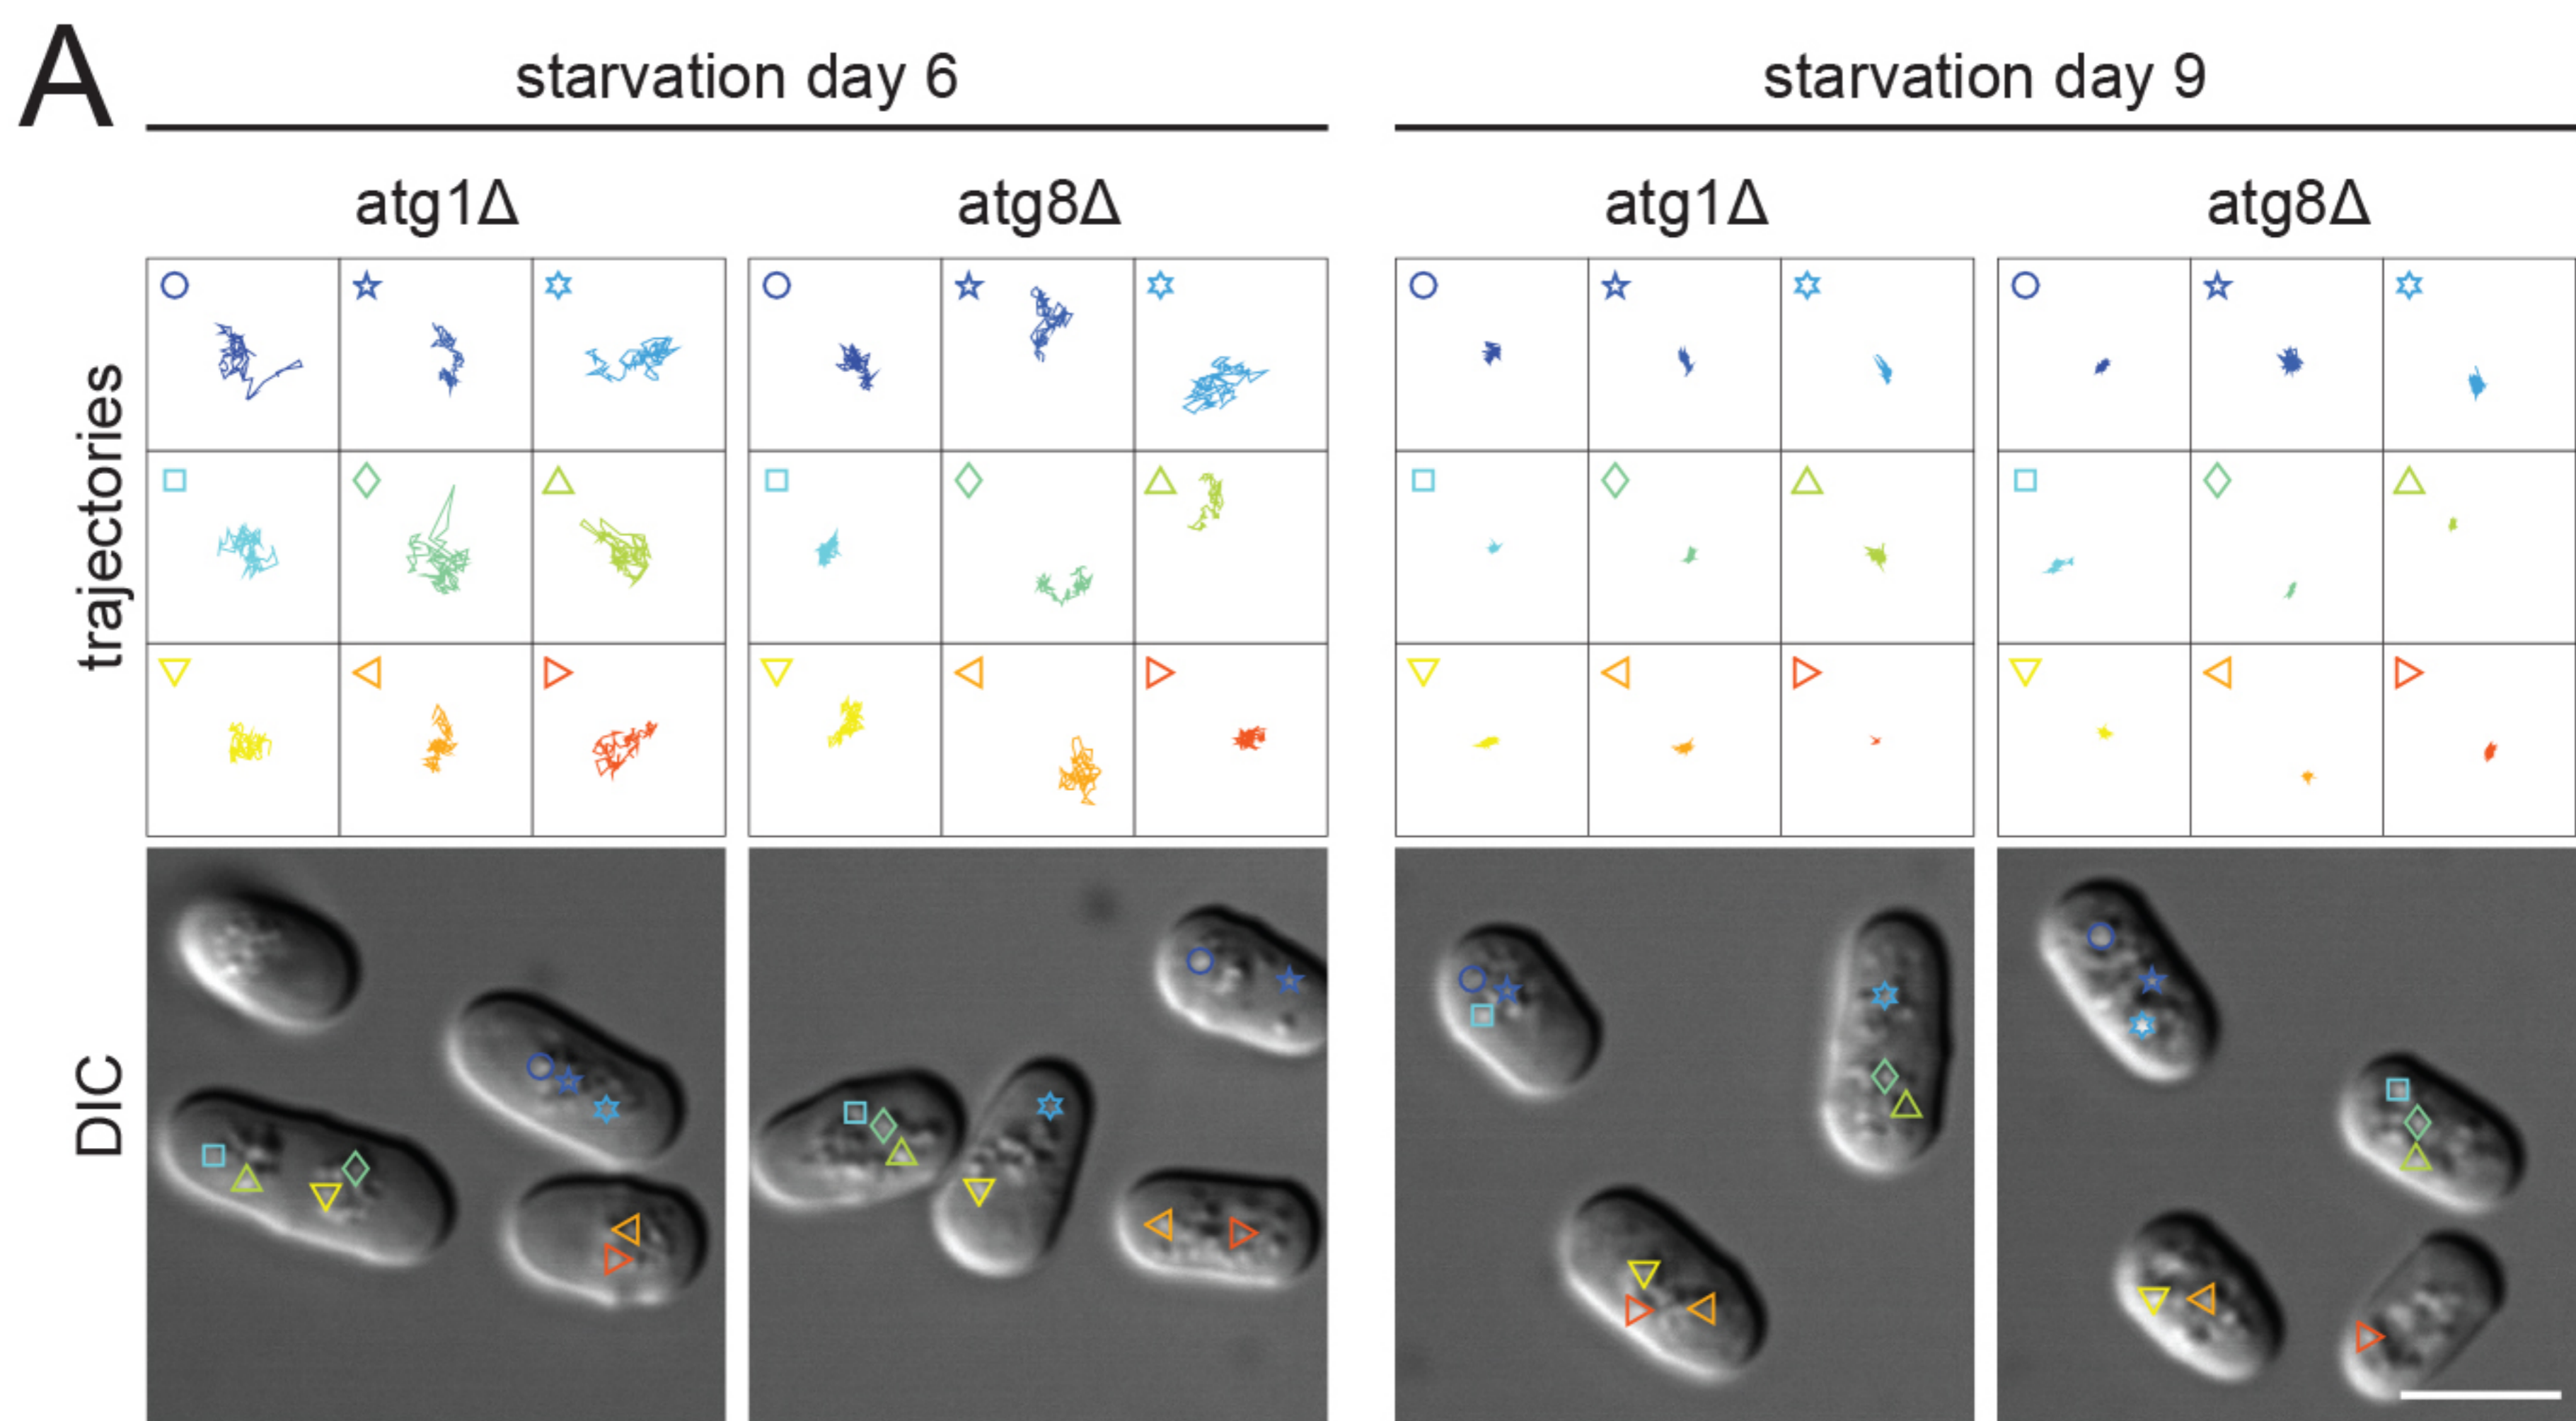 A
starvation day 6
starvation day 9
atg1Δ
atg8Δ
atg1Δ
atg8Δ
trajectories
DIC